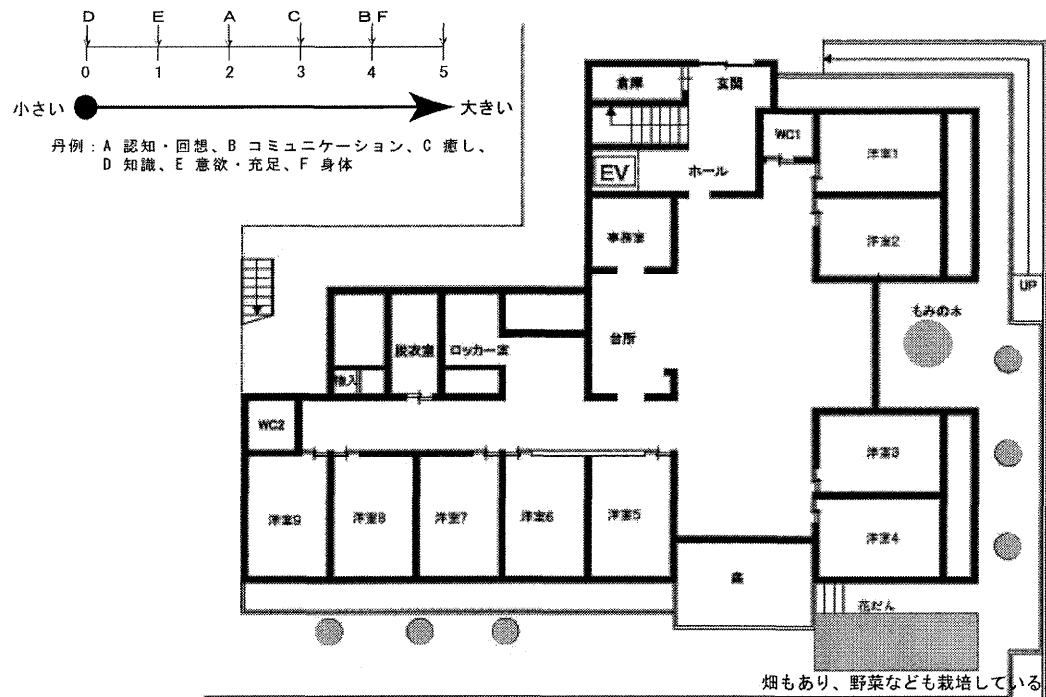 D E A C B F
0 1 2 3 4 5
小さい 大きい
丹例：A 認知・回想、B コミュニケーション、C 癒し、
D 知識、E 意欲・充足、F 身体
倉庫
玄関
WC1
洋室1
EV
ホール
事務室
洋室2
UP
もみの木
脱衣室
ロッカー室
台所
物入
WC2
洋室3
洋室9
洋室8
洋室7
洋室6
洋室5
洋室4
花だん
畑もあり、野菜なども栽培している